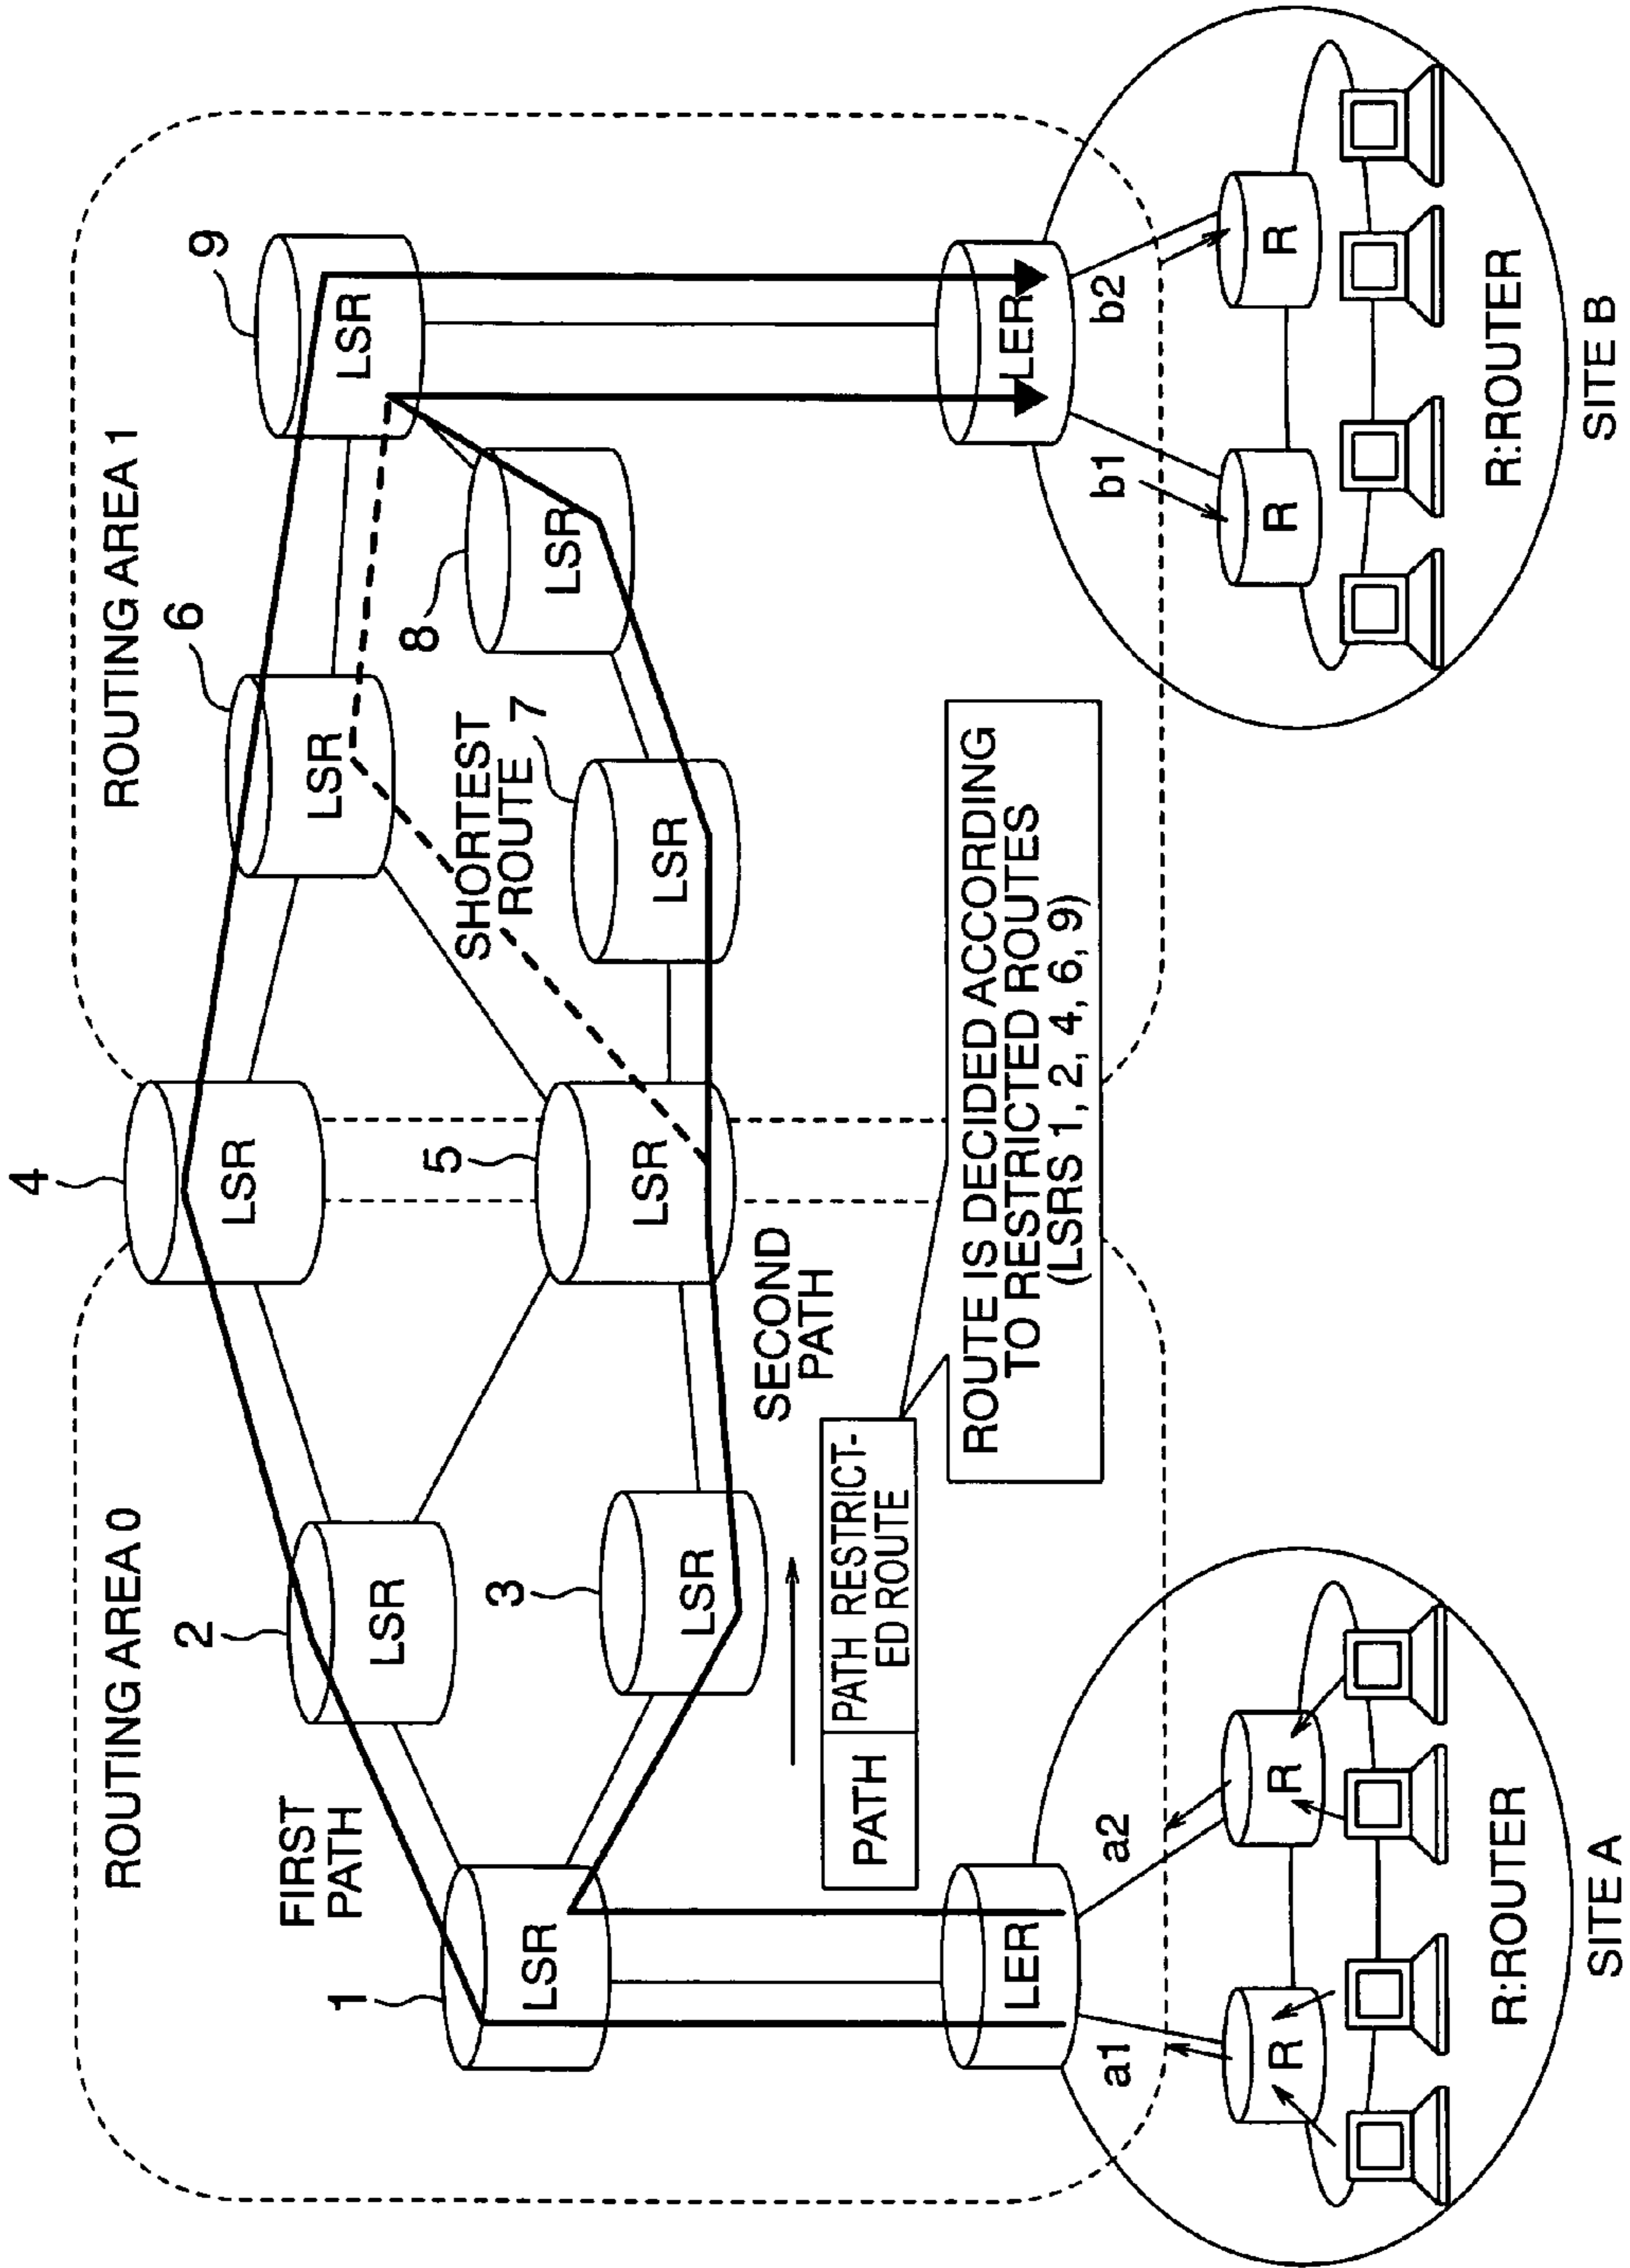 4
9
6
2
ROUTING AREA 0
ROUTING AREA 1
LSR
LSR
LSR
LSR
FIRST
PATH
1
5
8
3
SHORTEST
ROUTE
7
LSR
LSR
LSR
LSR
LSR
SECOND
PATH
PATH
PATH RESTRICT-
ED ROUTE
ROUTE IS DECIDED ACCORDING
TO RESTRICTED ROUTES
(LSRS 1, 2, 4, 6, 9)
LER
LER
a1
a2
b1
b2
R
R
R
R
R:ROUTER
R:ROUTER
SITE A
SITE B